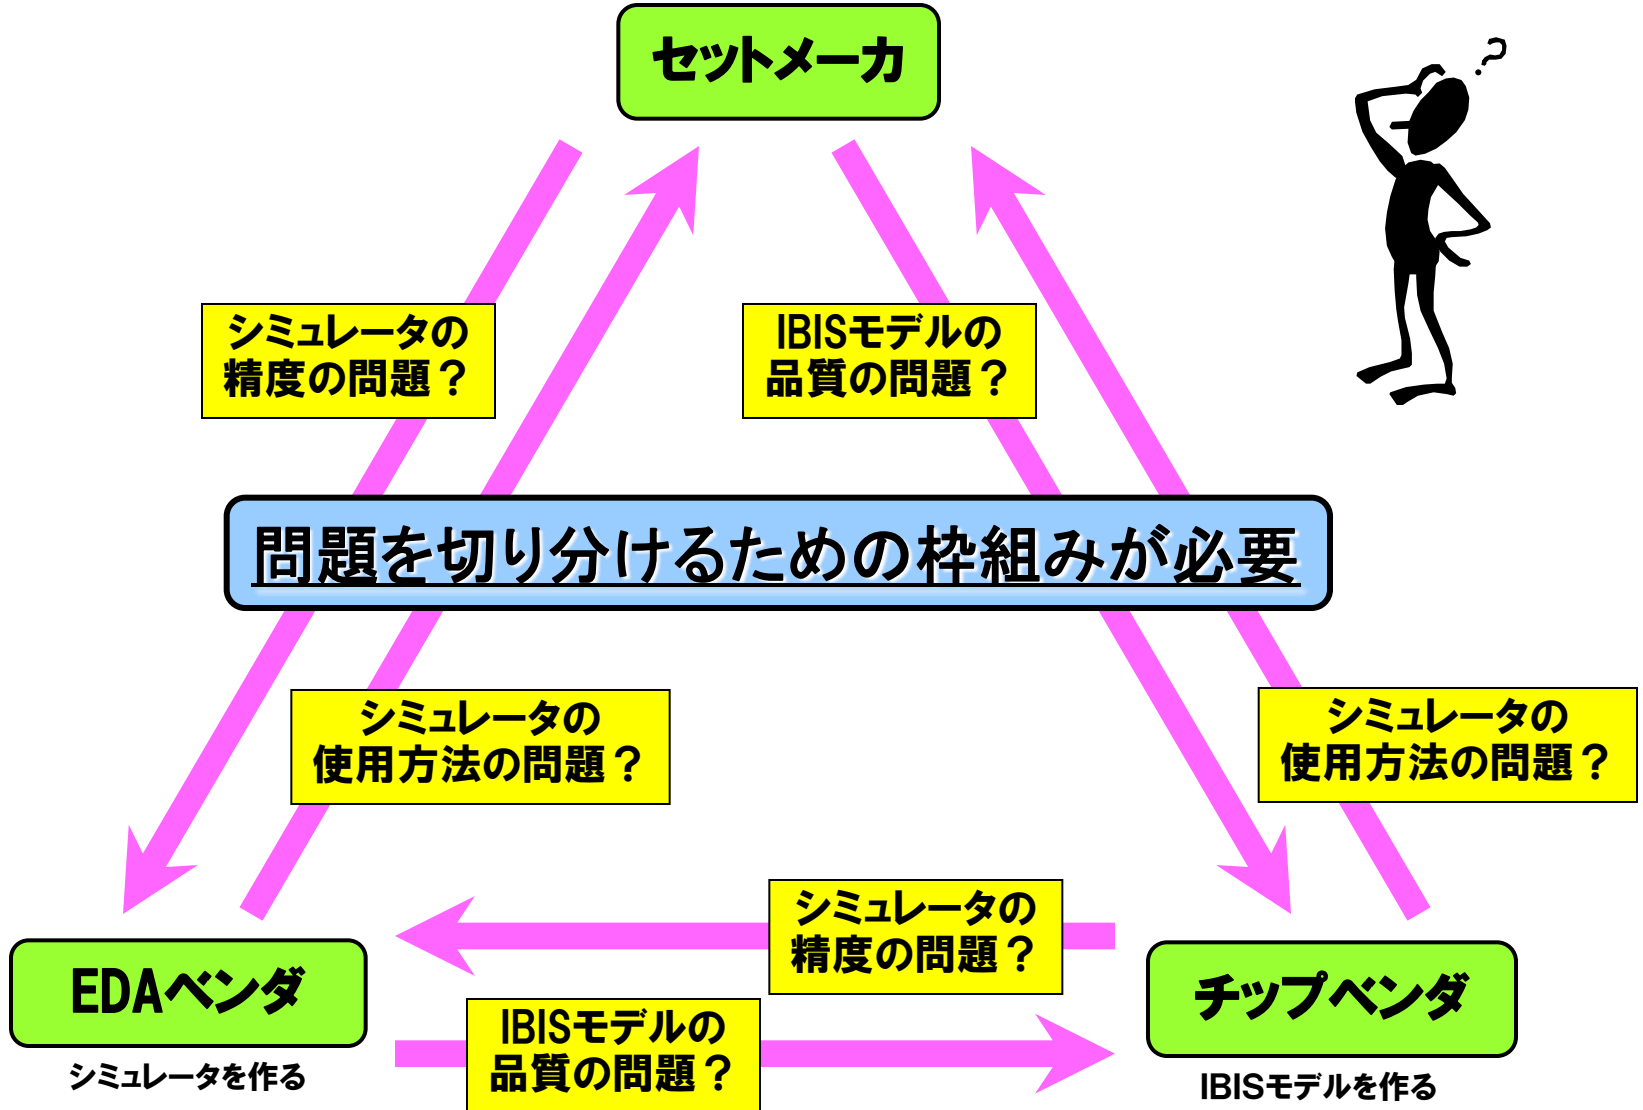 セットメーカ
?
シミュレータの
精度の問題？
IBISモデルの
品質の問題？
問題を切り分けるための枠組みが必要
シミュレータの
使用方法の問題？
シミュレータの
使用方法の問題？
シミュレータの
精度の問題？
EDAベンダ
チップベンダ
IBISモデルの
品質の問題？
シミュレータを作る
IBISモデルを作る